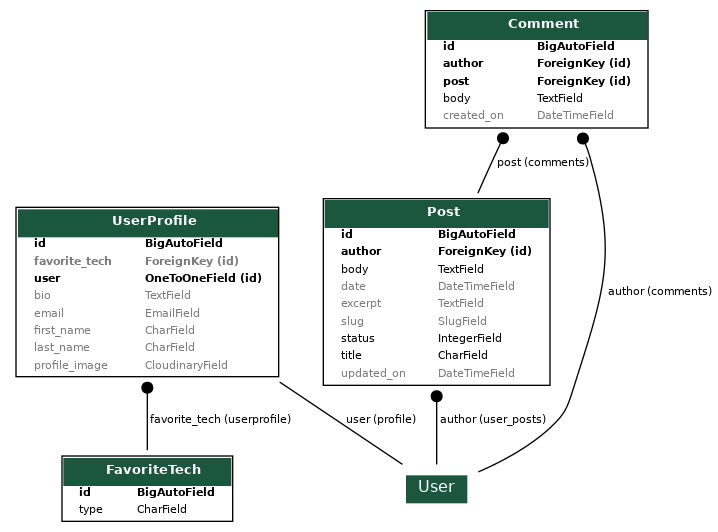 Comment
id BigAutoField
author ForeignKey (id)
post ForeignKey (id)
body TextField
created_on DateTimeField
post (comments)
UserProfile
id BigAutoField
favorite_tech ForeignKey (id)
user OneToOneField (id)
bio TextField
email EmailField
first_name CharField
last_name CharField
profile_image CloudinaryField
Post
id BigAutoField
author ForeignKey (id)
body TextField
date DateTimeField
excerpt TextField
slug SlugField
status IntegerField
title CharField
updated_on DateTimeField
author (comments)
favorite_tech (userprofile)
user (profile)
author (user_posts)
FavoriteTech
id BigAutoField
type CharField
User